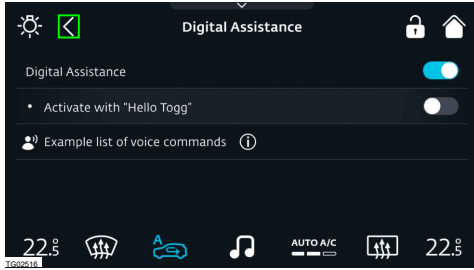 Digital Assistance
Digital Assistance
• Activate with "Hello Togg"
Example list of voice commands
22.5 A AUTO A/C 22.5
TG02516